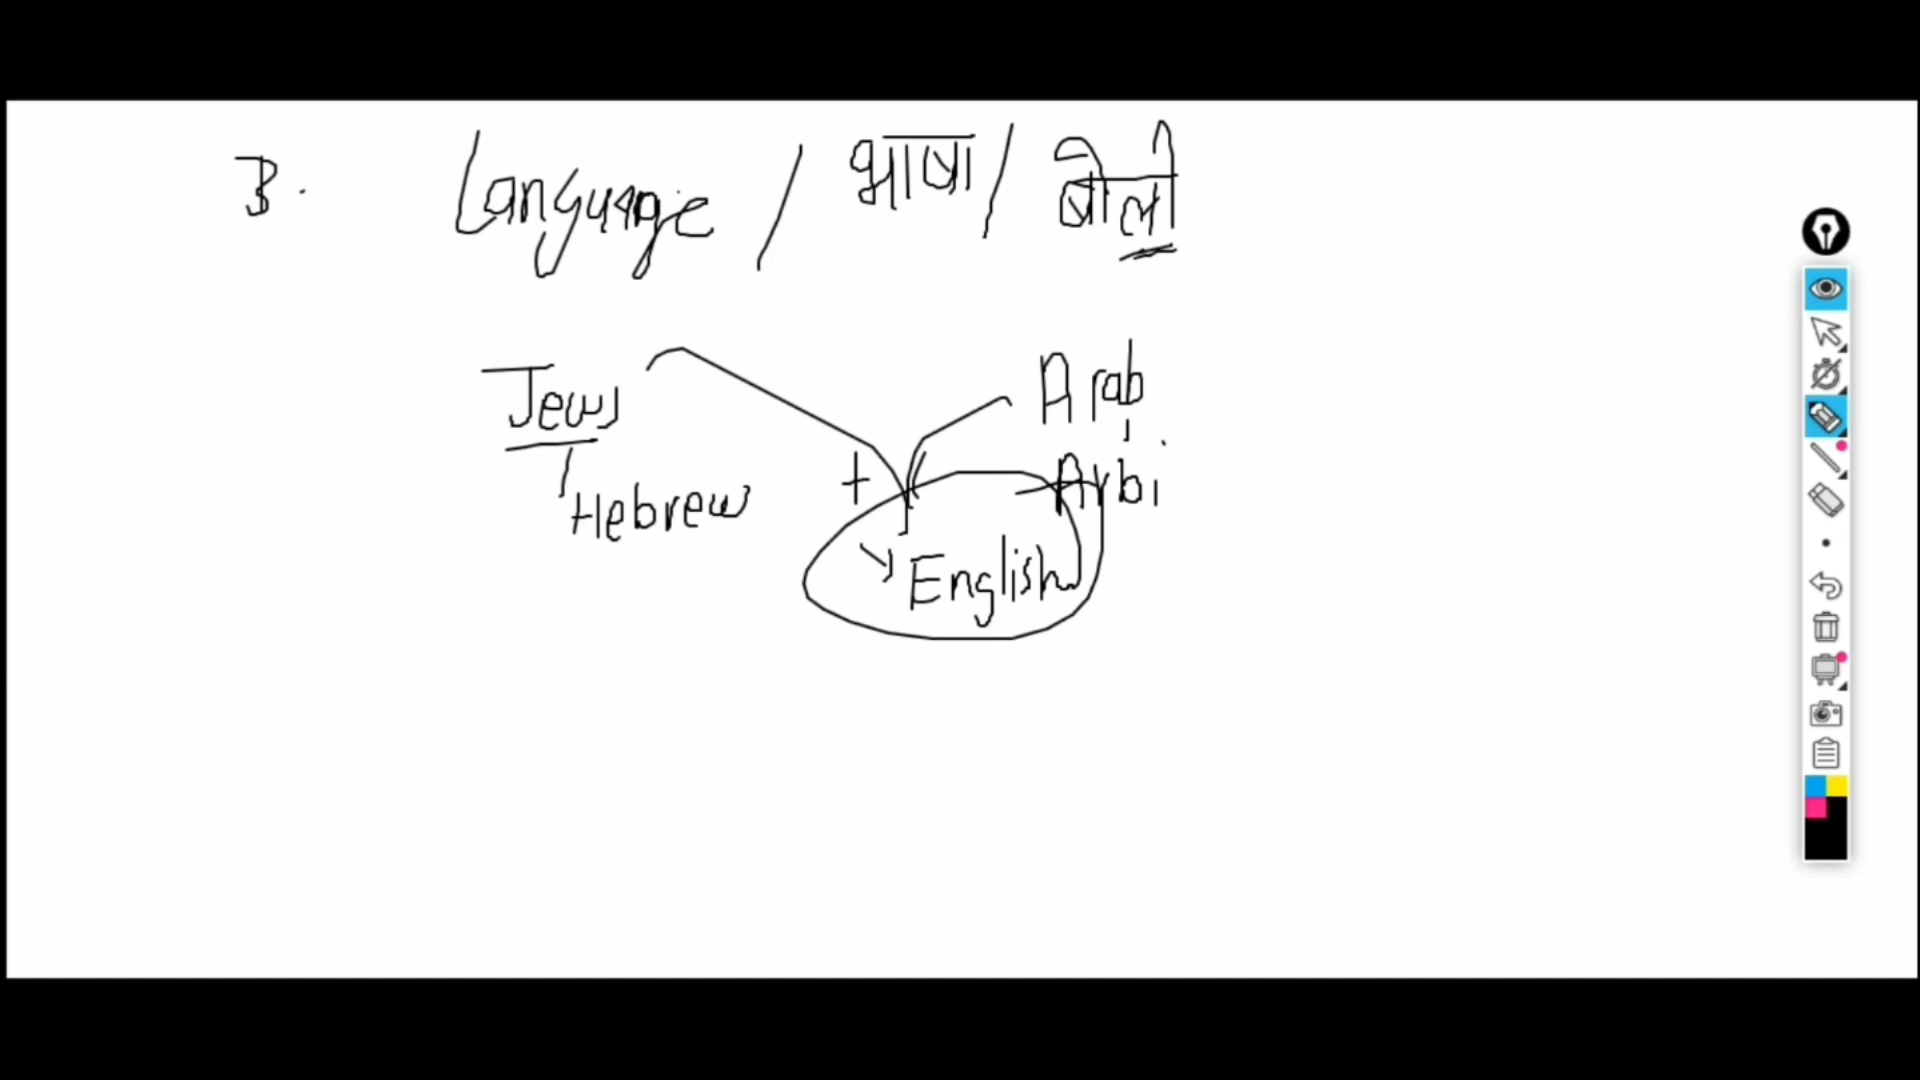 3. Language / भाषा / बोली
Jews
Arab
Hebrew
Arbi
+ English